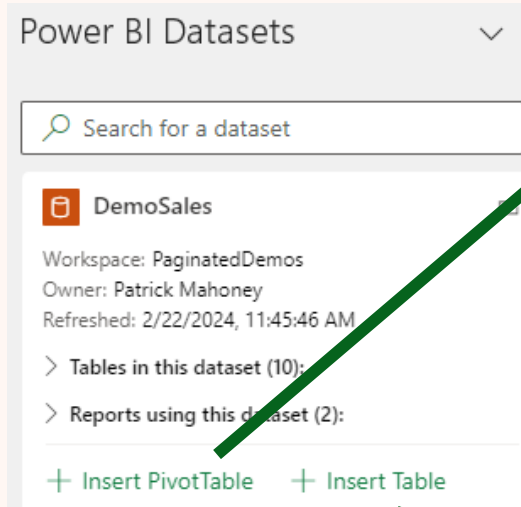 Power BI Datasets
Search for a dataset
DemoSales
Workspace: PaginatedDemos
Owner: Patrick Mahoney
Refreshed: 2/22/2024, 11:45:46 AM
Tables in this dataset (10):
Reports using this dataset (2):
+ Insert PivotTable + Insert Table